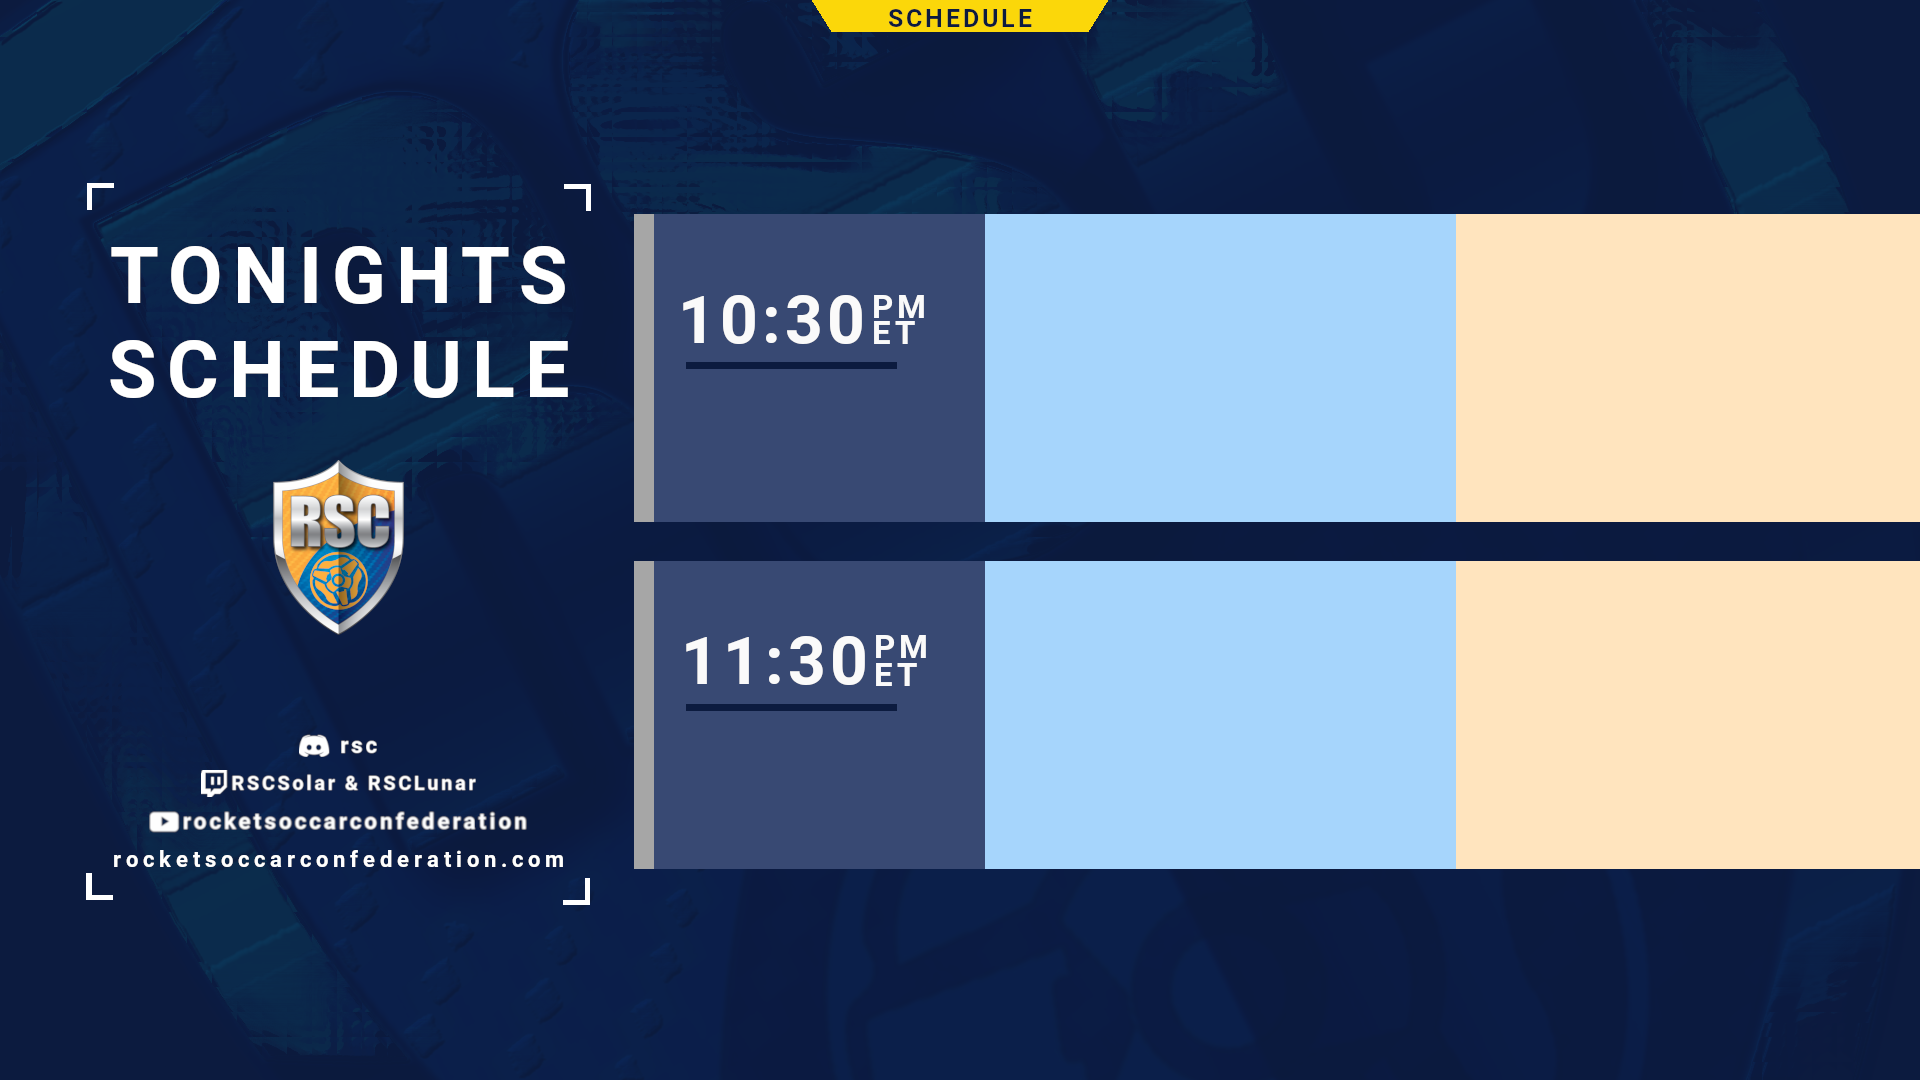 SCHEDULE
TONIGHTS
SCHEDULE
RSC
rsc
RSCSolar & RSCLunar
rocketsoccarconfederation
rocketsoccarconfederation.com
10:30 PM ET
11:30 PM ET